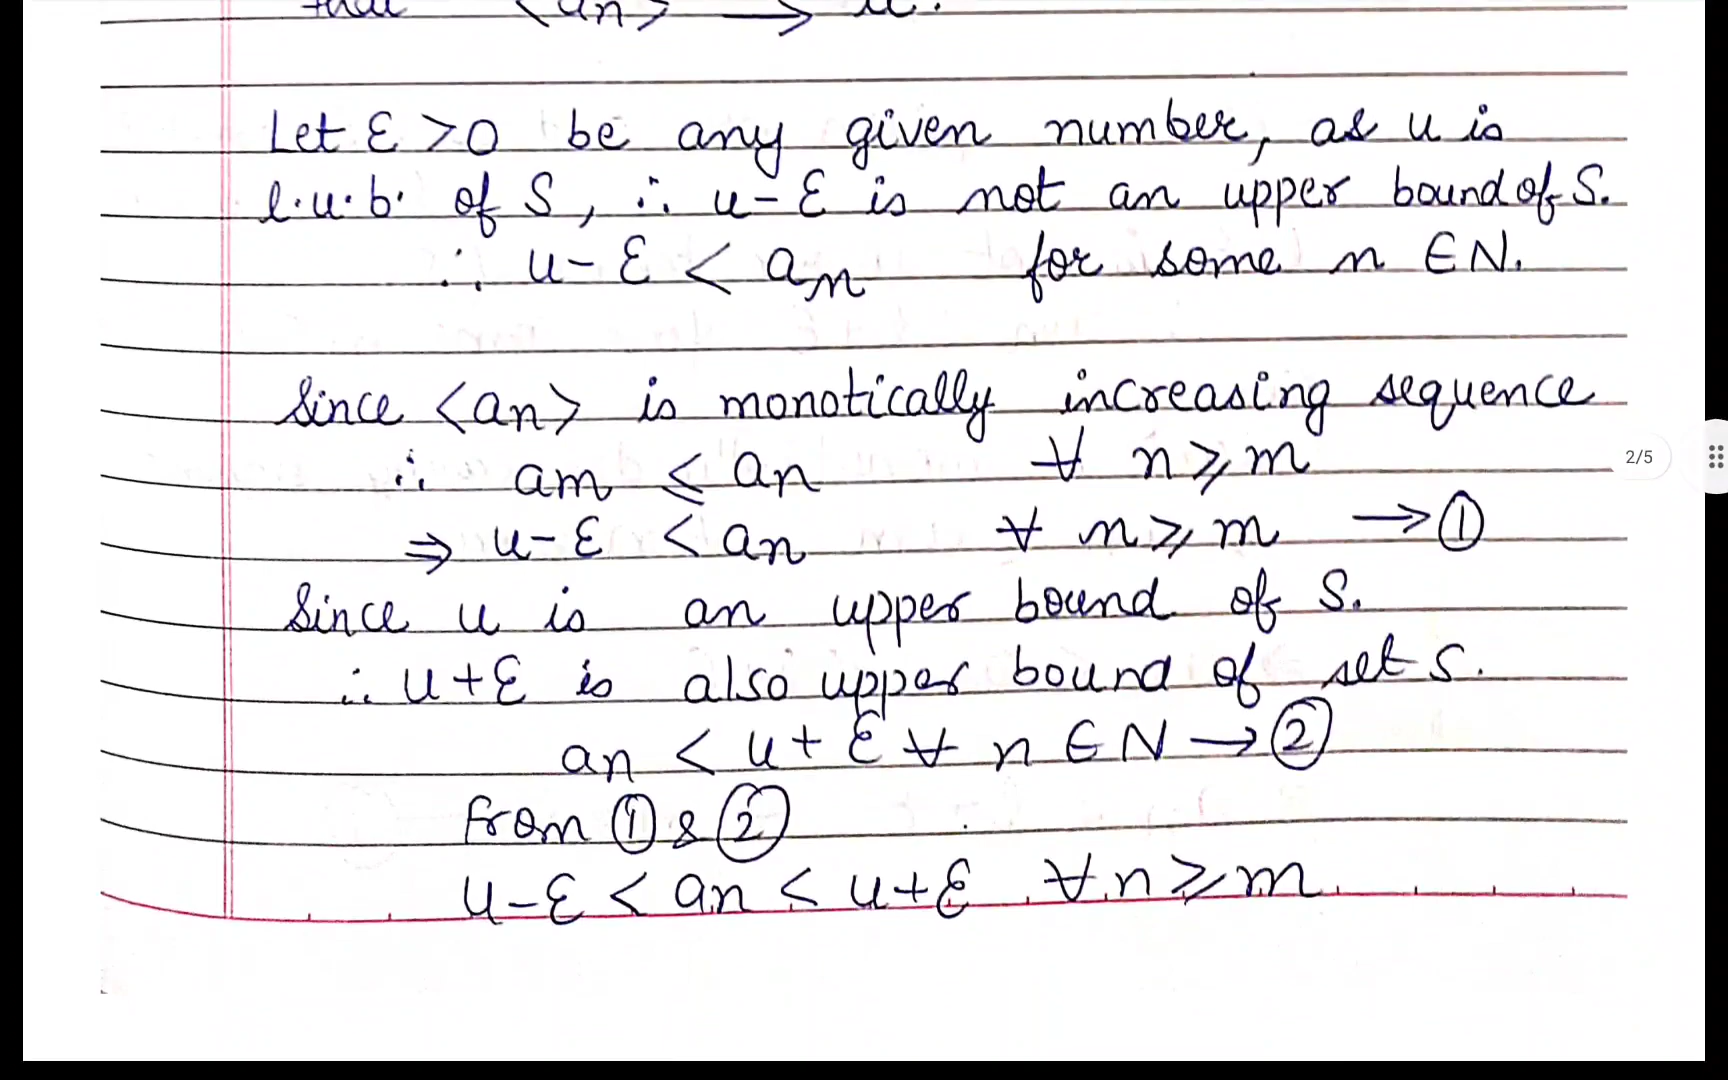 <an> → u.
Let ε > 0 be any given number, as u is
l.u.b. of S, ∴ u - ε is not an upper bound of S.
∴ u - ε < am for some m ∈ N.
Since <an> is monotically increasing sequence
∴ am ≤ an ∀ n ≥ m
⇒ u - ε < an ∀ n ≥ m → ①
Since u is an upper bound of S.
∴ u + ε is also upper bound of set S.
an < u + ε ∀ n ∈ N → ②
2/5
from ① & ②
u - ε < an < u + ε ∀ n ≥ m